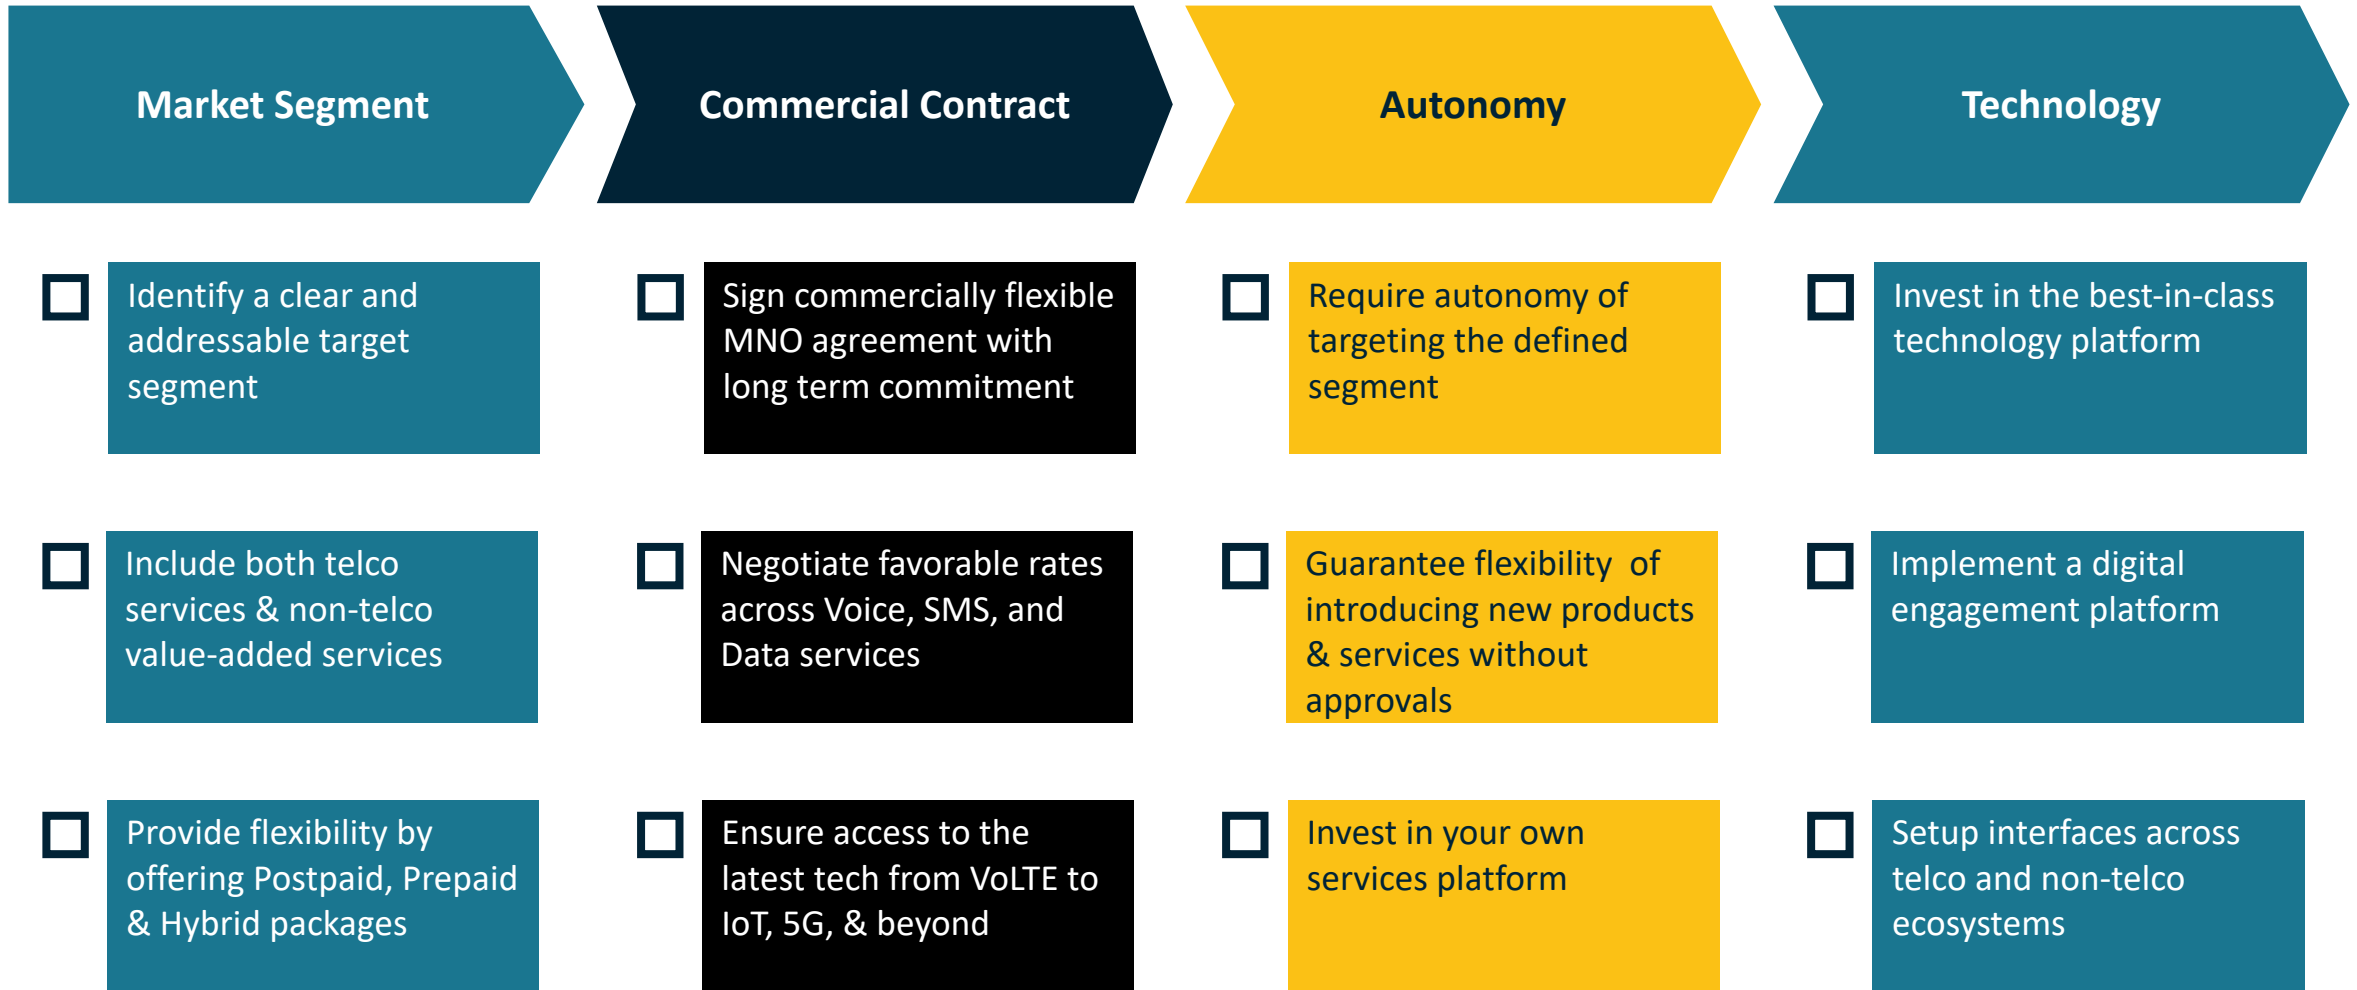 Market Segment
Commercial Contract
Autonomy
Technology
Identify a clear and
addressable target
segment
Sign commercially flexible
MNO agreement with
long term commitment
Require autonomy of
targeting the defined
segment
Invest in the best-in-class
technology platform
Include both telco
services & non-telco
value-added services
Negotiate favorable rates
across Voice, SMS, and
Data services
Guarantee flexibility of
introducing new products
& services without
approvals
Implement a digital
engagement platform
Provide flexibility by
offering Postpaid, Prepaid
& Hybrid packages
Ensure access to the
latest tech from VoLTE to
IoT, 5G, & beyond
Invest in your own
services platform
Setup interfaces across
telco and non-telco
ecosystems